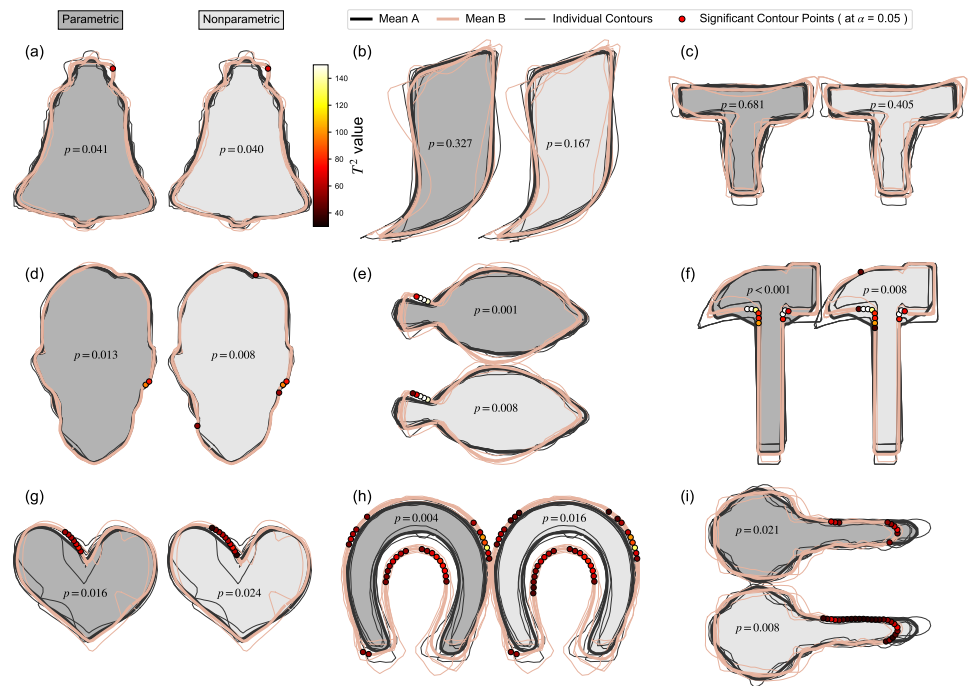 Parametric Nonparametric Mean A Mean B Individual Contours Significant Contour Points ( at α = 0.05 )
(a) (b) (c)
140
120
100
80
60
40
T² value
p = 0.041 p = 0.040 p = 0.327 p = 0.167 p = 0.681 p = 0.405
(d) (e) (f)
p = 0.013 p = 0.008 p = 0.001 p < 0.001 p = 0.008
p = 0.008
(g) (h) (i)
p = 0.016 p = 0.024 p = 0.004 p = 0.016 p = 0.021
p = 0.008